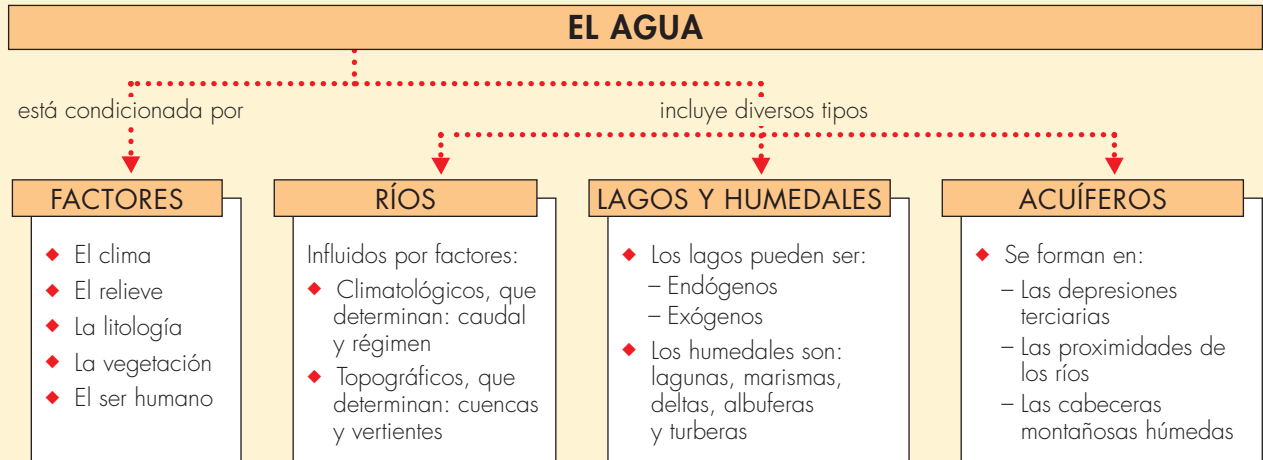 EL AGUA
está condicionada por
incluye diversos tipos
FACTORES
◆ El clima
◆ El relieve
◆ La litología
◆ La vegetación
◆ El ser humano
RÍOS
Influidos por factores:
◆ Climatológicos, que
determinan: caudal
y régimen
◆ Topográficos, que
determinan: cuencas
y vertientes
LAGOS Y HUMEDALES
◆ Los lagos pueden ser:
– Endógenos
– Exógenos
◆ Los humedales son:
lagunas, marismas,
deltas, albuferas
y turberas
ACUÍFEROS
◆ Se forman en:
– Las depresiones
terciarias
– Las proximidades de
los ríos
– Las cabeceras
montañosas húmedas